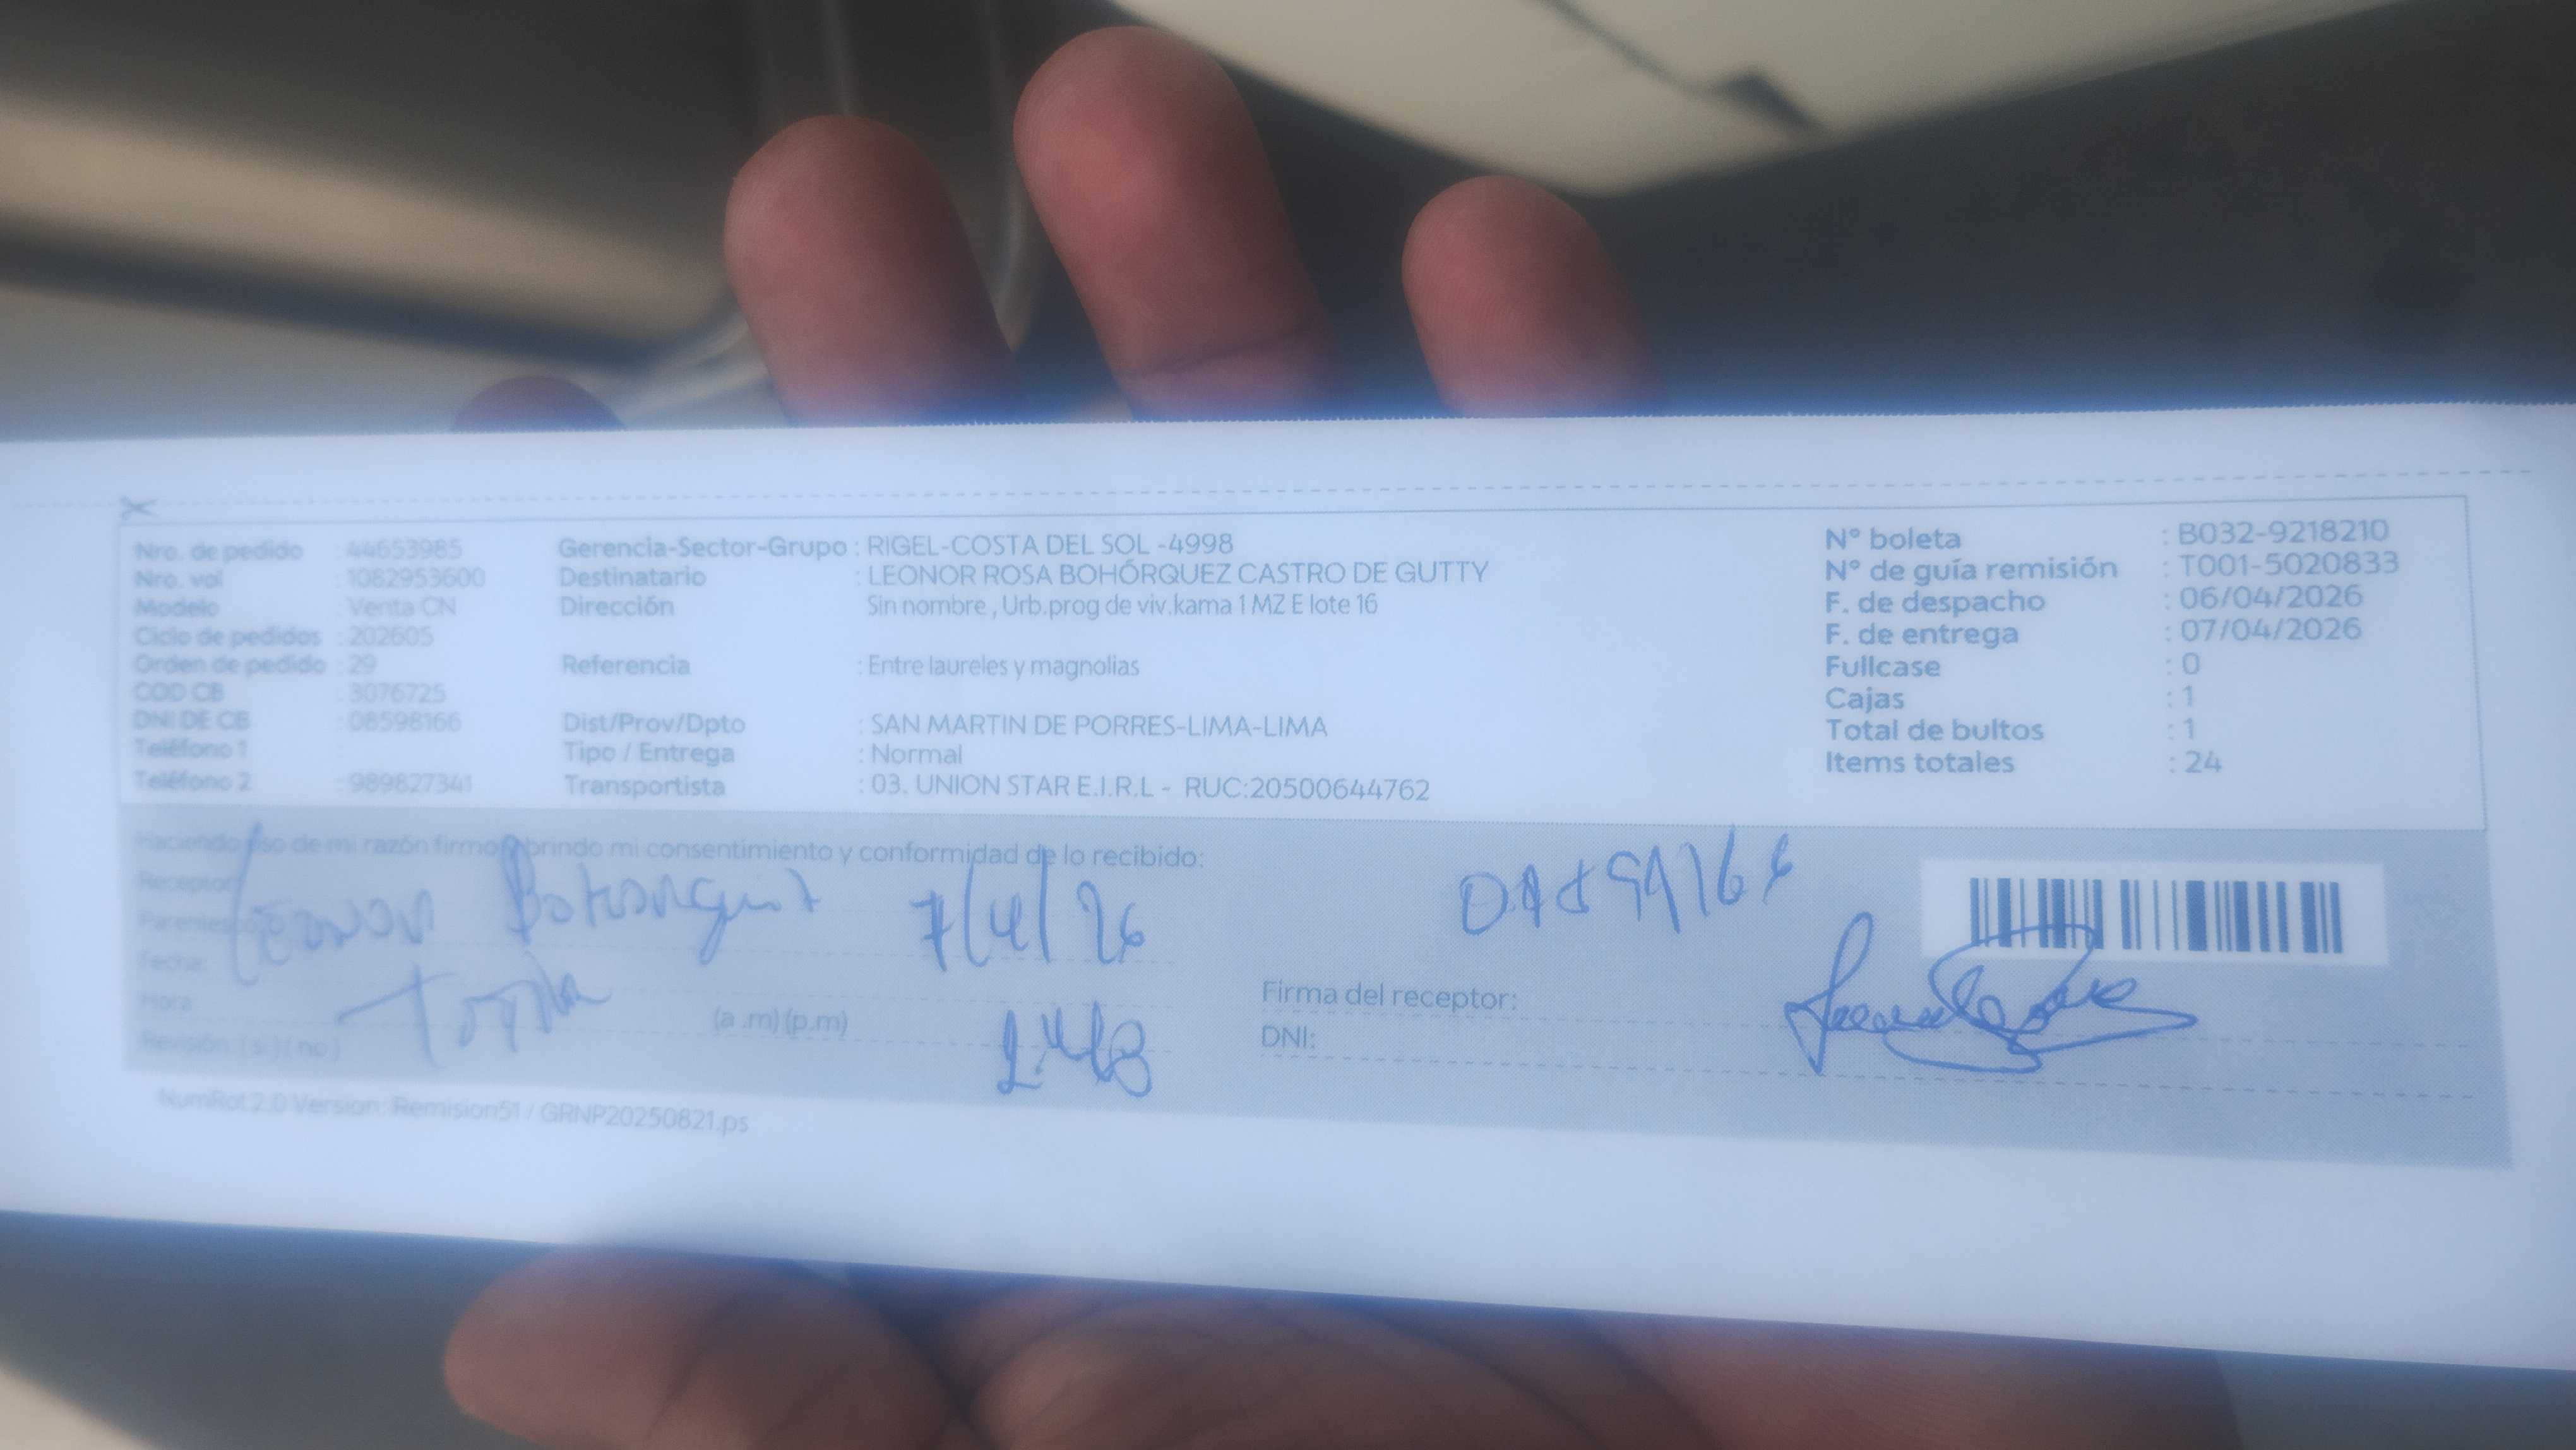 Nro. de pedido : 44653985
Nro. vol : 1082953600
Modelo : Venta CN
Ciclo de pedidos : 202605
Orden de pedido : 29
COD CB : 3076725
DNI DE CB : 08598166
Teléfono 1
Teléfono 2 : 989827341
Gerencia-Sector-Grupo : RIGEL-COSTA DEL SOL -4998
Destinatario : LEONOR ROSA BOHÓRQUEZ CASTRO DE GUTTY
Dirección Sin nombre , Urb.prog de viv.kama 1 MZ E lote 16
Referencia : Entre laureles y magnolias
Dist/Prov/Dpto : SAN MARTIN DE PORRES-LIMA-LIMA
Tipo / Entrega : Normal
Transportista : 03. UNION STAR E.I.R.L - RUC:20500644762
N° boleta : B032-9218210
N° de guía remisión : T001-5020833
F. de despacho : 06/04/2026
F. de entrega : 07/04/2026
Fullcase : 0
Cajas : 1
Total de bultos : 1
Items totales : 24
Haciendo uso de mi razón firmo brindo mi consentimiento y conformidad de lo recibido:
Receptor
Leonor Bohorquez 7/4/26
Parentesco
Fecha:
Hora (a .m) (p.m)
Revisión: ( si ) ( no )
Firma del receptor:
DNI:
NumRot 2.0 Version: Remision51 / GRNP20250821.ps